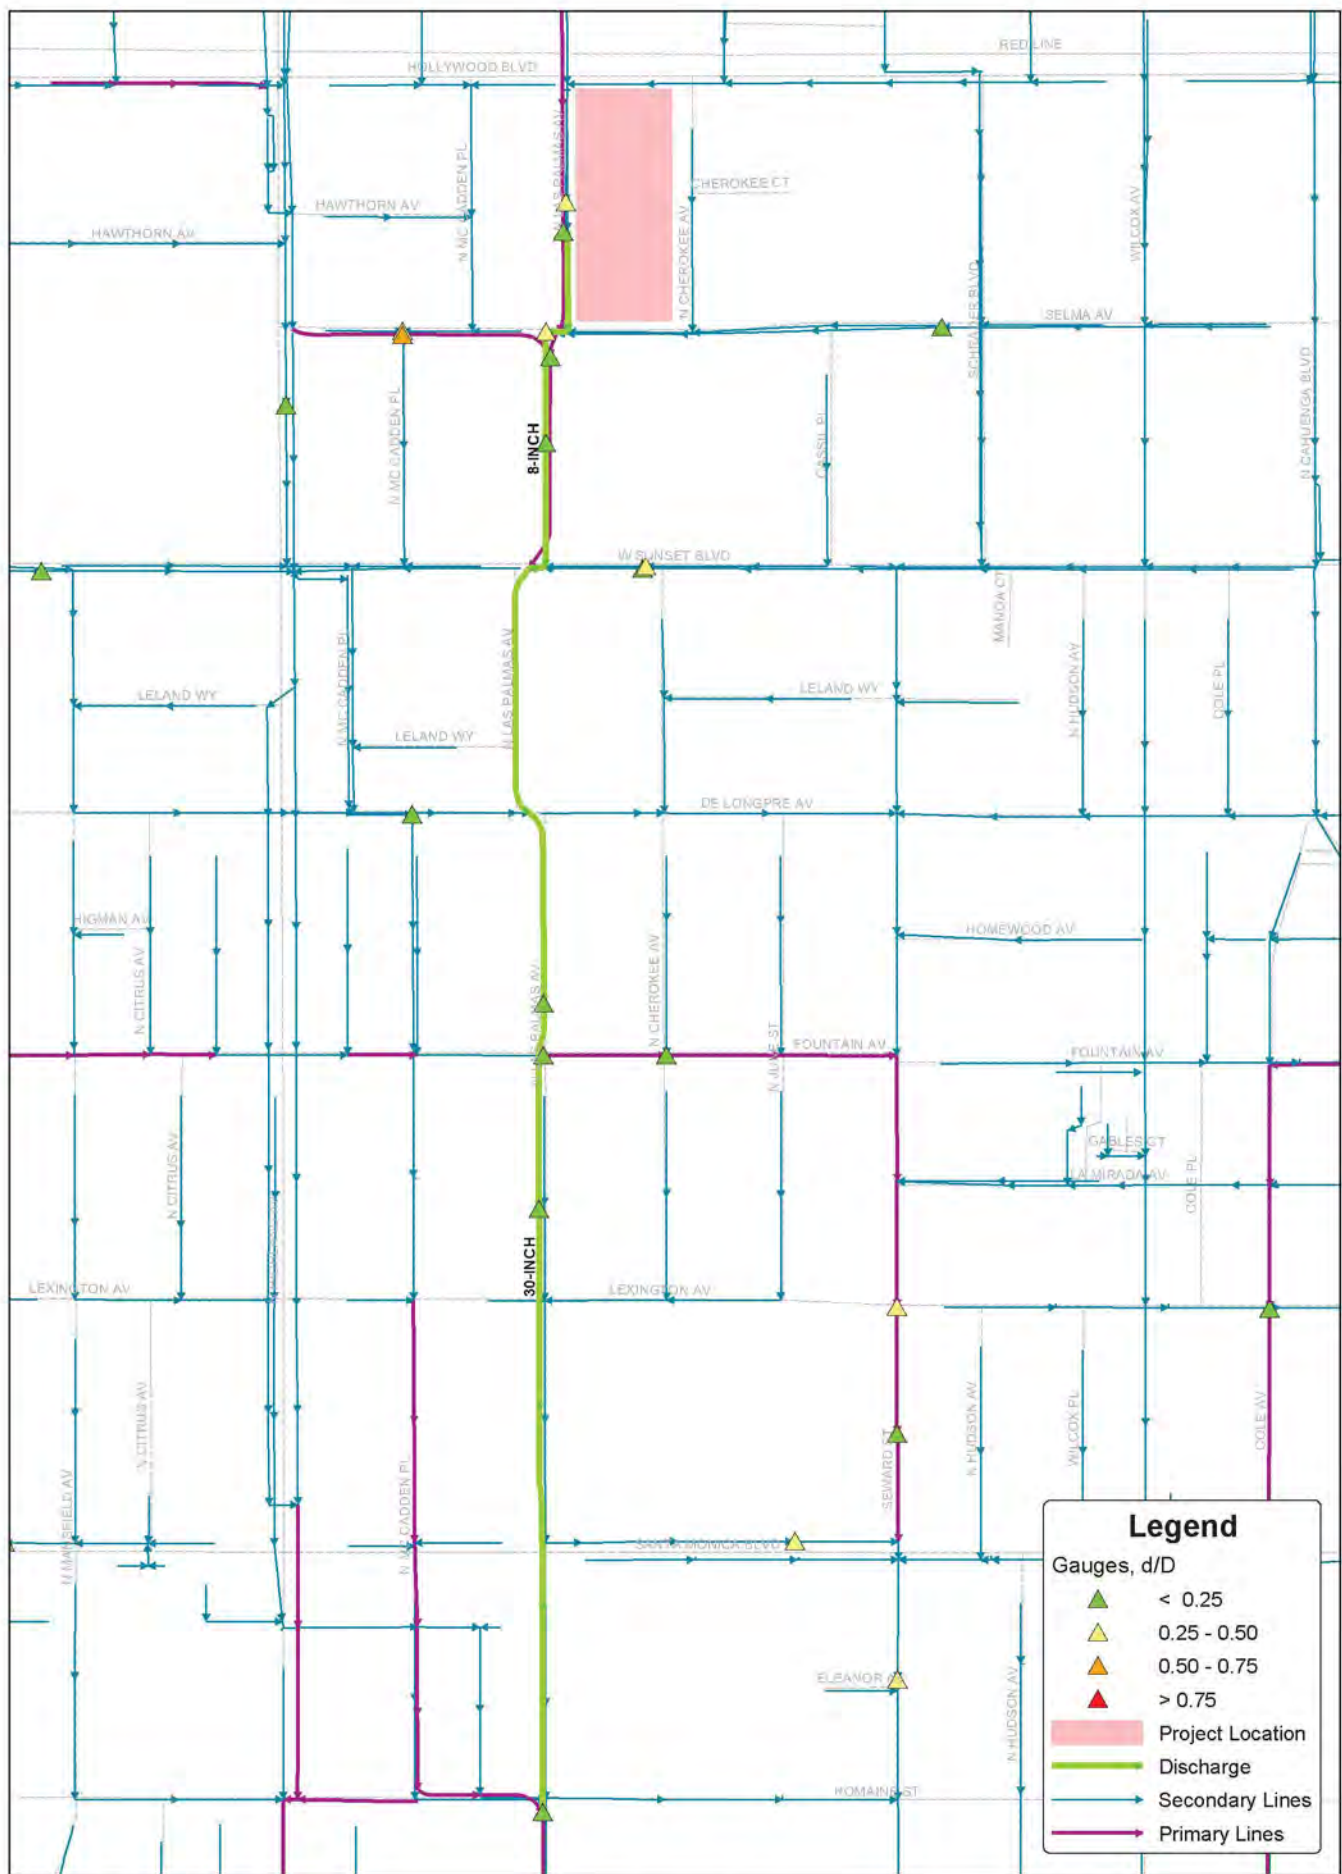 RED LINE
HOLLYWOOD BLVD
N LAS PALMAS AV
N MC CADDEN PL
CHEROKEE CT
HAWTHORN AV
N CHEROKEE AV
WILCOX AV
HAWTHORN AV
SCHRADER BLVD
SELMA AV
N CAHUENGA BLVD
N MC CADDEN PL
8-INCH
CASSIL PL
W SUNSET BLVD
MANOA CT
N MC CADDEN PL
N LAS PALMAS AV
N HUDSON AV
COLE PL
LELAND WY
LELAND WY
LELAND WY
DE LONGPRE AV
HIGMAN AV
HOMEWOOD AV
N CITRUS AV
N CHEROKEE AV
PALMAS AV
N JUNE ST
FOUNTAIN AV
FOUNTAIN AV
N CITRUS AV
GABLES CT
LA MIRADA AV
COLE PL
30-INCH
LEXINGTON AV
LEXINGTON AV
N CITRUS AV
N HUDSON AV
WILCOX PL
COLE AV
N MANSFIELD AV
N MC CADDEN PL
SEWARD ST
SANTA MONICA BLVD
ELEANOR
N HUDSON AV
ROMAINE ST
Legend
Gauges, d/D
< 0.25
0.25 - 0.50
0.50 - 0.75
> 0.75
Project Location
Discharge
Secondary Lines
Primary Lines